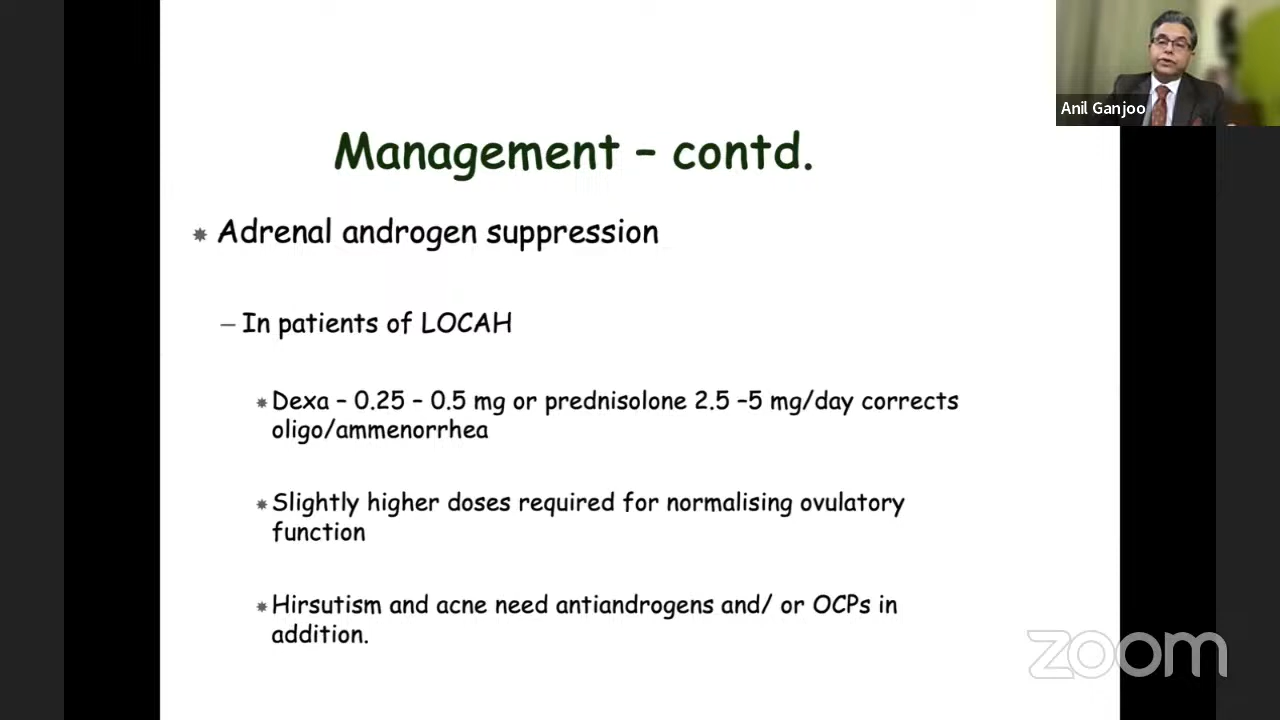 Anil Ganjoo
Management – contd.
Adrenal androgen suppression
– In patients of LOCAH
Dexa – 0.25 – 0.5 mg or prednisolone 2.5 –5 mg/day corrects
oligo/ammenorrhea
Slightly higher doses required for normalising ovulatory
function
Hirsutism and acne need antiandrogens and/ or OCPs in
addition.
zoom